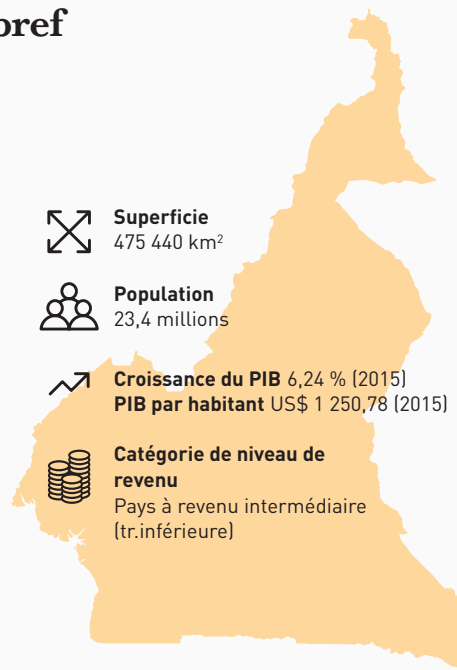 bref
Superficie
475 440 km²
Population
23,4 millions
Croissance du PIB 6,24 % (2015)
PIB par habitant US$ 1 250,78 (2015)
Catégorie de niveau de
revenu
Pays à revenu intermédiaire
(tr.inférieure)